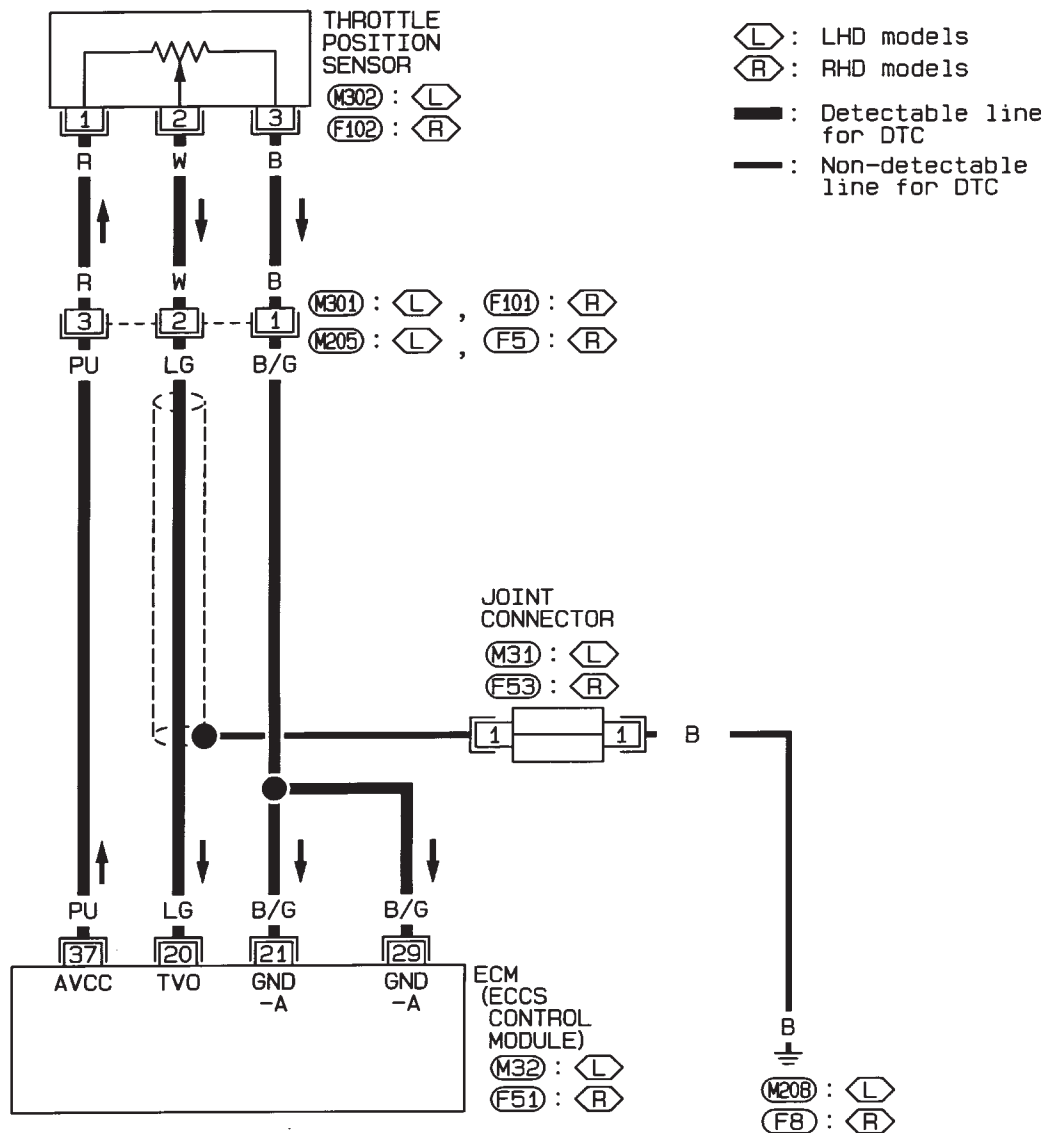 THROTTLE
POSITION
SENSOR
M302 : L
F102 : R
L : LHD models
R : RHD models
: Detectable line
for DTC
: Non-detectable
line for DTC
1 2 3
R W B
R W B
3 2 1
M301 : L , F101 : R
M205 : L , F5 : R
PU LG B/G
JOINT
CONNECTOR
M31 : L
F53 : R
1 1 B
PU LG B/G B/G
37 20 21 29
AVCC TVO GND
-A GND
-A
ECM
(ECCS
CONTROL
MODULE)
M32 : L
F51 : R
B
M208 : L
F8 : R